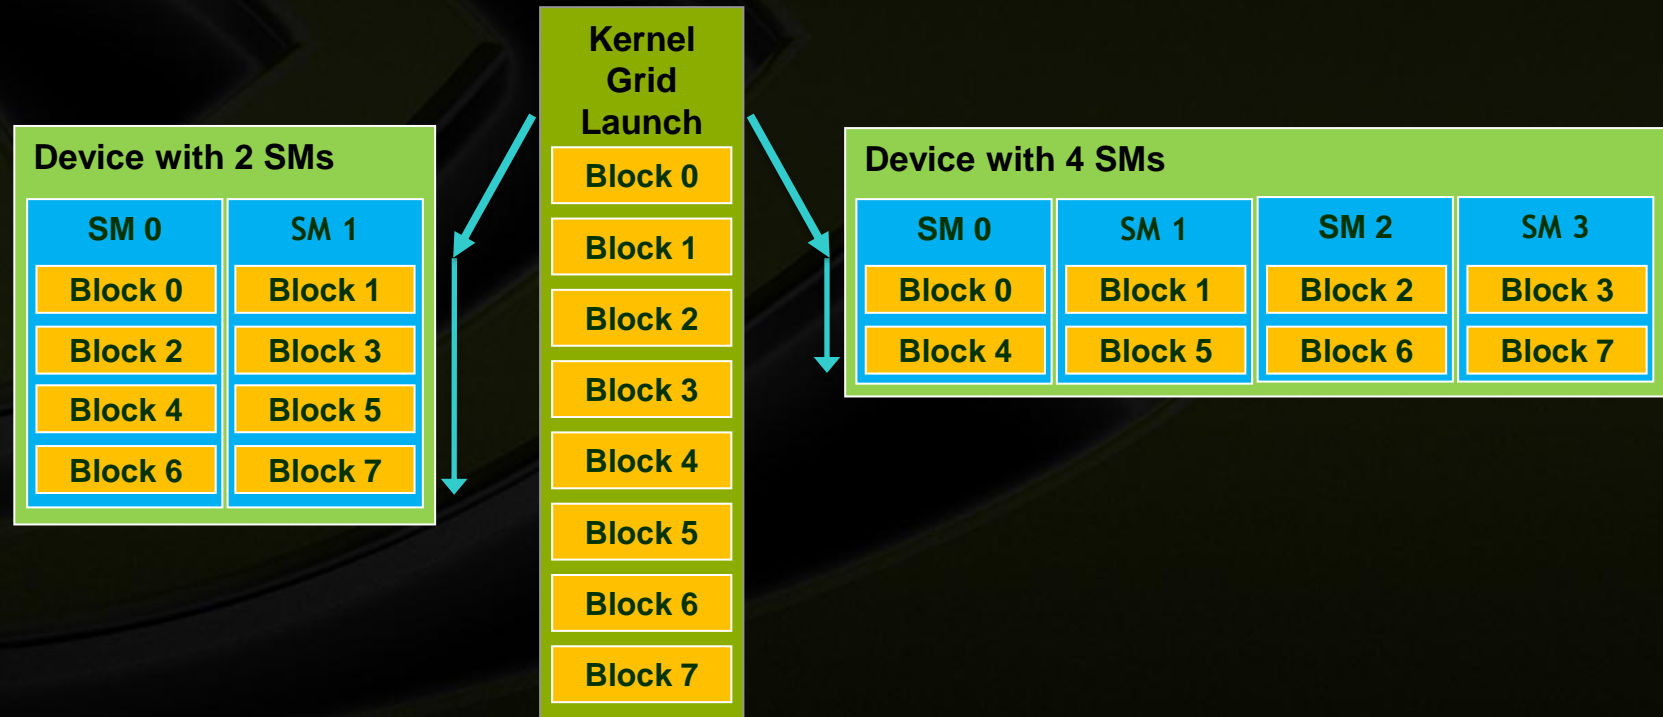 Kernel
Grid
Launch
Block 0
Block 1
Block 2
Block 3
Block 4
Block 5
Block 6
Block 7
Device with 2 SMs
SM 0 SM 1
Block 0 Block 1
Block 2 Block 3
Block 4 Block 5
Block 6 Block 7
Device with 4 SMs
SM 0 SM 1 SM 2 SM 3
Block 0 Block 1 Block 2 Block 3
Block 4 Block 5 Block 6 Block 7